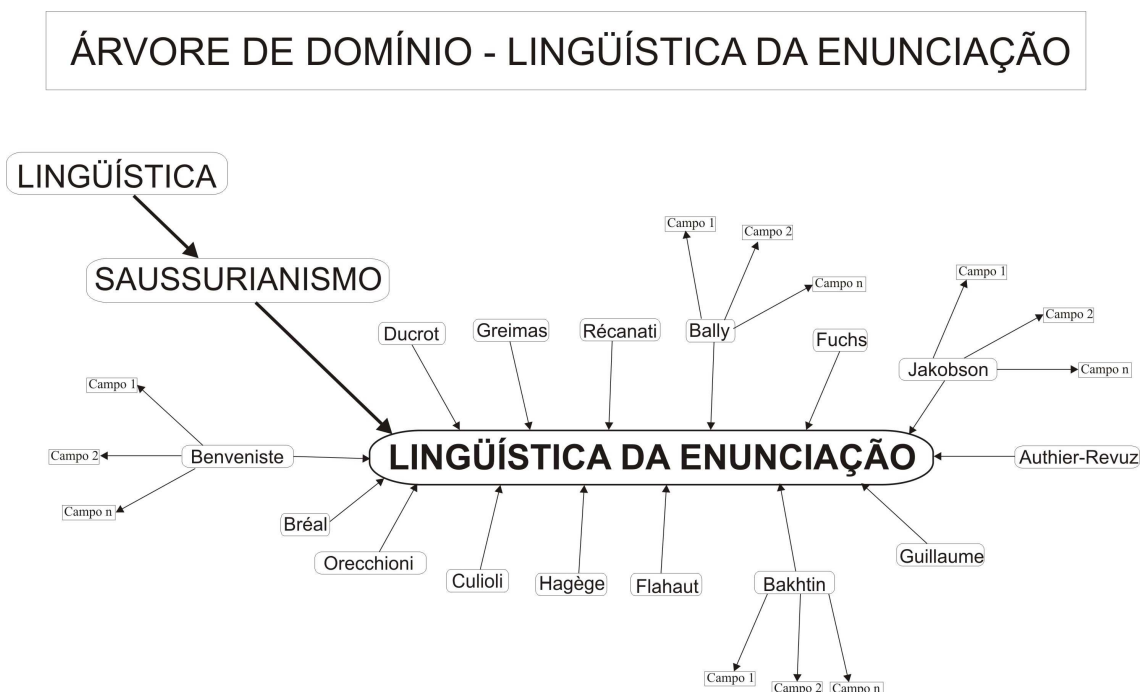 ÁRVORE DE DOMÍNIO - LINGÜÍSTICA DA ENUNCIAÇÃO
LINGÜÍSTICA
SAUSSURIANISMO
Campo 1
Campo 2
Campo n
Campo 1
Campo 2
Campo n
Ducrot
Greimas
Récanati
Bally
Fuchs
Jakobson
Campo 1
Campo 2
Campo n
Benveniste
LINGÜÍSTICA DA ENUNCIAÇÃO
Authier-Revuz
Bréal
Orecchioni
Culioli
Hagège
Flahaut
Bakhtin
Guillaume
Campo 1
Campo 2
Campo n